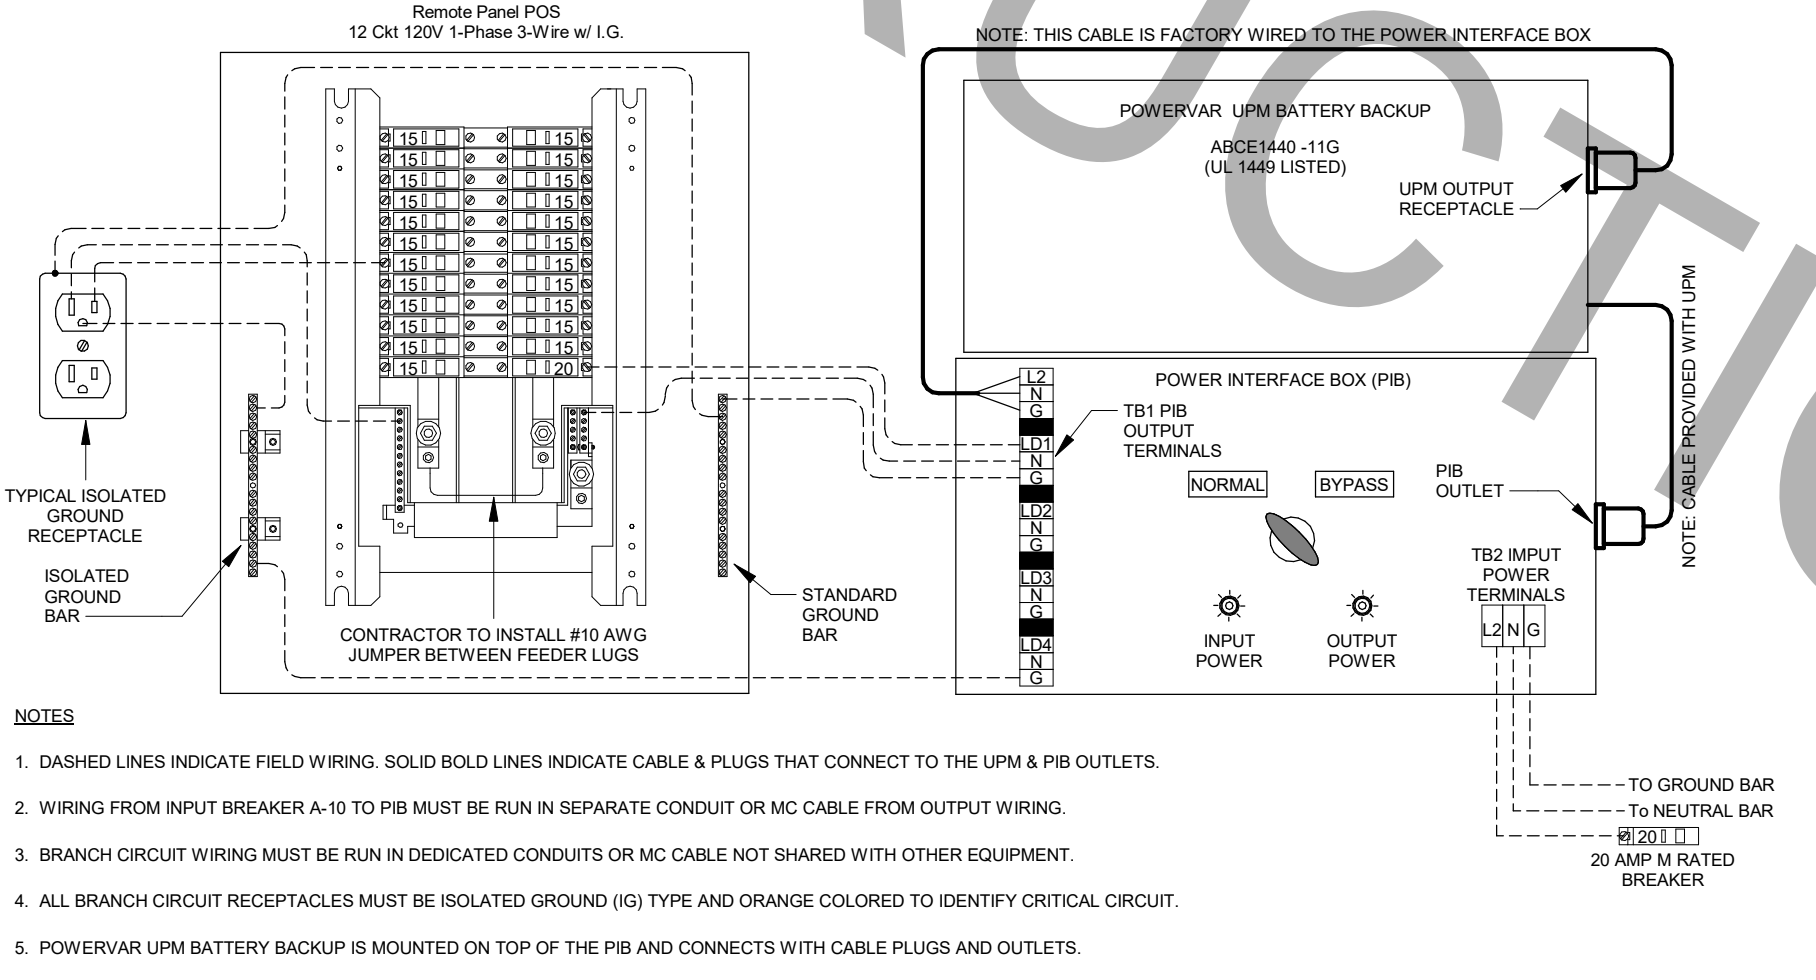 Remote Panel POS
12 Ckt 120V 1-Phase 3-Wire w/ I.G.
NOTE: THIS CABLE IS FACTORY WIRED TO THE POWER INTERFACE BOX
POWERVAR UPM BATTERY BACKUP
ABCE1440 -11G
(UL 1449 LISTED)
UPM OUTPUT
RECEPTACLE
NOTE: CABLE PROVIDED WITH UPM
15 15
15 15
15 15
15 15
15 15
15 15
15 15
15 15
15 15
15 15
15 15
15 20
TYPICAL ISOLATED
GROUND
RECEPTACLE
ISOLATED
GROUND
BAR
CONTRACTOR TO INSTALL #10 AWG
JUMPER BETWEEN FEEDER LUGS
STANDARD
GROUND
BAR
POWER INTERFACE BOX (PIB)
L2
N
G
LD1
N
G
LD2
N
G
LD3
N
G
LD4
N
G
TB1 PIB
OUTPUT
TERMINALS
NORMAL
BYPASS
PIB
OUTLET
INPUT
POWER
OUTPUT
POWER
TB2 IMPUT
POWER
TERMINALS
L2 N G
TO GROUND BAR
To NEUTRAL BAR
20
20 AMP M RATED
BREAKER
NOTES
1. DASHED LINES INDICATE FIELD WIRING. SOLID BOLD LINES INDICATE CABLE & PLUGS THAT CONNECT TO THE UPM & PIB OUTLETS.
2. WIRING FROM INPUT BREAKER A-10 TO PIB MUST BE RUN IN SEPARATE CONDUIT OR MC CABLE FROM OUTPUT WIRING.
3. BRANCH CIRCUIT WIRING MUST BE RUN IN DEDICATED CONDUITS OR MC CABLE NOT SHARED WITH OTHER EQUIPMENT.
4. ALL BRANCH CIRCUIT RECEPTACLES MUST BE ISOLATED GROUND (IG) TYPE AND ORANGE COLORED TO IDENTIFY CRITICAL CIRCUIT.
5. POWERVAR UPM BATTERY BACKUP IS MOUNTED ON TOP OF THE PIB AND CONNECTS WITH CABLE PLUGS AND OUTLETS.